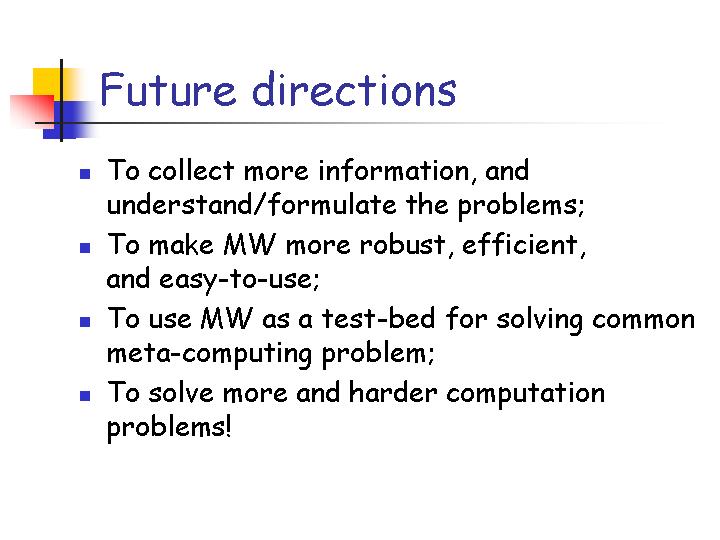 Future directions
To collect more information, and
understand/formulate the problems;
To make MW more robust, efficient,
and easy-to-use;
To use MW as a test-bed for solving common
meta-computing problem;
To solve more and harder computation
problems!